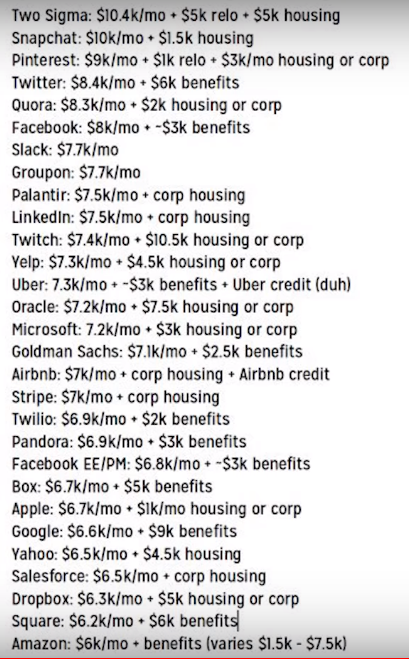 Two Sigma: $10.4k/mo + $5k relo + $5k housing
Snapchat: $10k/mo + $1.5k housing
Pinterest: $9k/mo + $1k relo + $3k/mo housing or corp
Twitter: $8.4k/mo + $6k benefits
Quora: $8.3k/mo + $2k housing or corp
Facebook: $8k/mo + ~$3k benefits
Slack: $7.7k/mo
Groupon: $7.7k/mo
Palantir: $7.5k/mo + corp housing
LinkedIn: $7.5k/mo + corp housing
Twitch: $7.4k/mo + $10.5k housing or corp
Yelp: $7.3k/mo + $4.5k housing or corp
Uber: 7.3k/mo + ~$3k benefits + Uber credit (duh)
Oracle: $7.2k/mo + $7.5k housing or corp
Microsoft: 7.2k/mo + $3k housing or corp
Goldman Sachs: $7.1k/mo + $2.5k benefits
Airbnb: $7k/mo + corp housing + Airbnb credit
Stripe: $7k/mo + corp housing
Twilio: $6.9k/mo + $2k benefits
Pandora: $6.9k/mo + $3k benefits
Facebook EE/PM: $6.8k/mo + ~$3k benefits
Box: $6.7k/mo + $5k benefits
Apple: $6.7k/mo + $1k/mo housing or corp
Google: $6.6k/mo + $9k benefits
Yahoo: $6.5k/mo + $4.5k housing
Salesforce: $6.5k/mo + corp housing
Dropbox: $6.3k/mo + $5k housing or corp
Square: $6.2k/mo + $6k benefits
Amazon: $6k/mo + benefits (varies $1.5k - $7.5k)